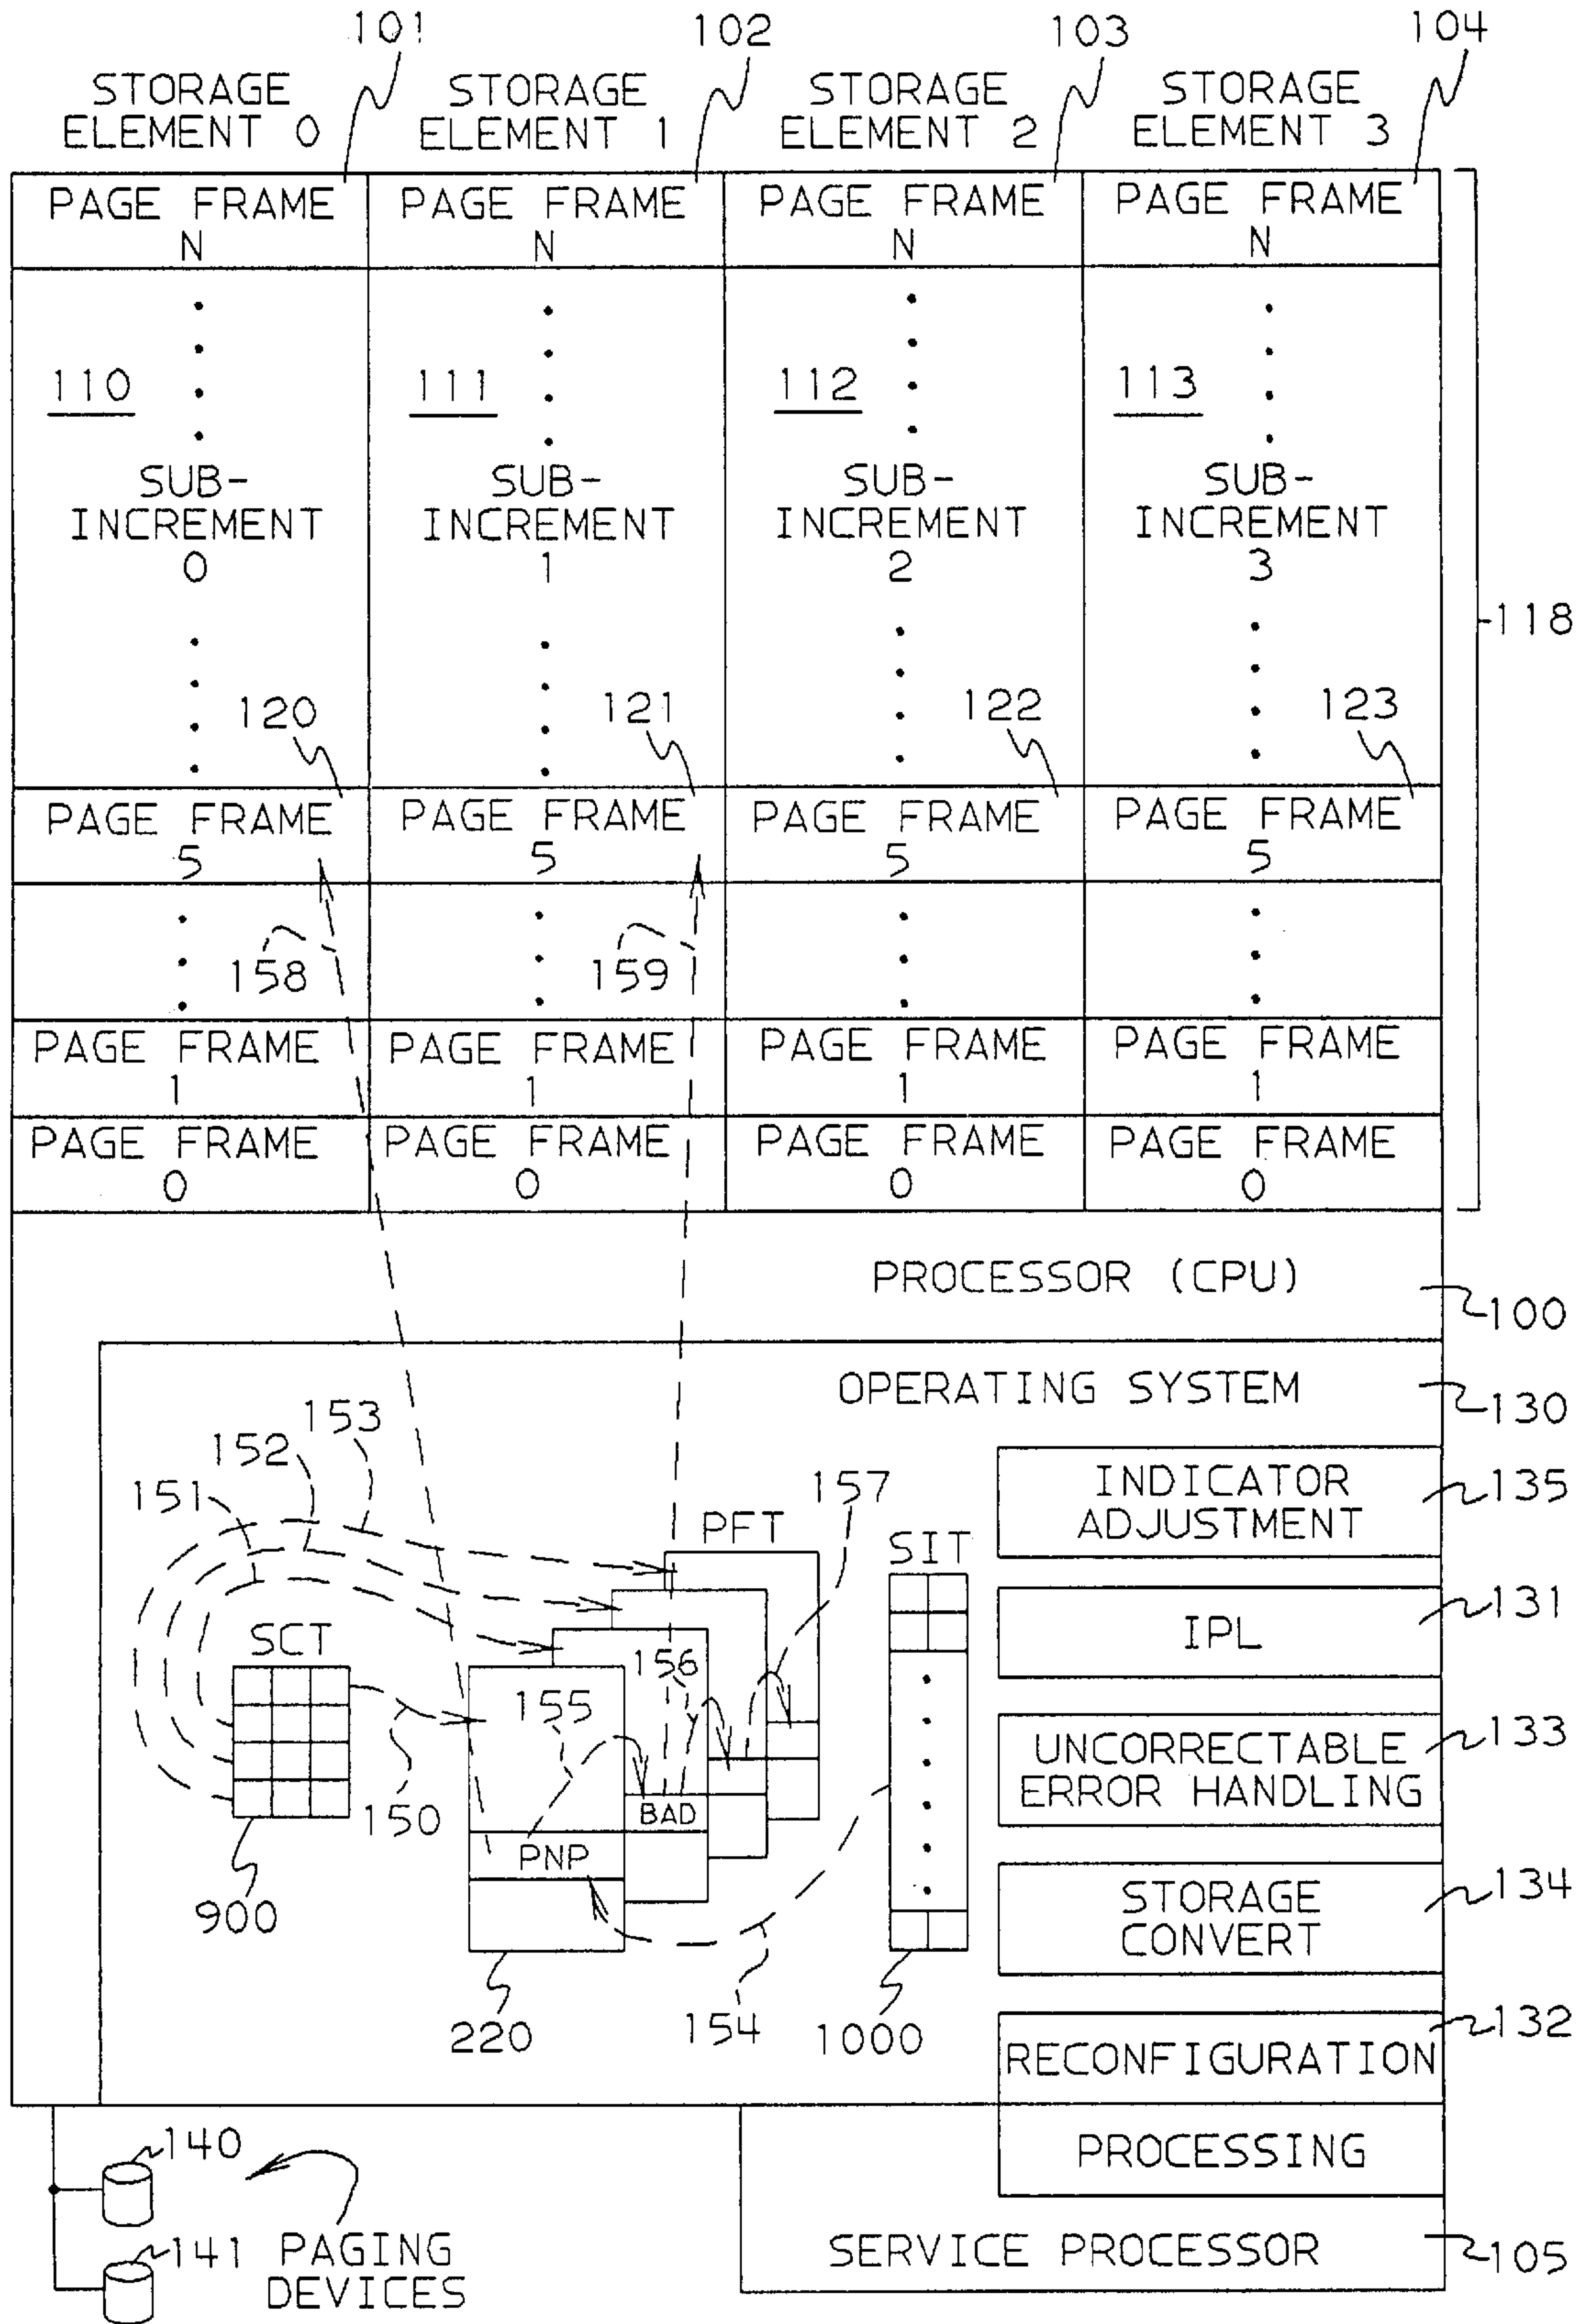 101 102 103 104
STORAGE ELEMENT 0
STORAGE ELEMENT 1
STORAGE ELEMENT 2
STORAGE ELEMENT 3
PAGE FRAME N
PAGE FRAME N
PAGE FRAME N
PAGE FRAME N
110 111 112 113
SUB-INCREMENT 0
SUB-INCREMENT 1
SUB-INCREMENT 2
SUB-INCREMENT 3
118
120 121 122 123
PAGE FRAME 5
PAGE FRAME 5
PAGE FRAME 5
PAGE FRAME 5
158 159
PAGE FRAME 1
PAGE FRAME 1
PAGE FRAME 1
PAGE FRAME 1
PAGE FRAME 0
PAGE FRAME 0
PAGE FRAME 0
PAGE FRAME 0
PROCESSOR (CPU)
100
OPERATING SYSTEM
130
153
152
151
157
INDICATOR ADJUSTMENT
135
PFT
SIT
IPL
131
SCT
156
155
UNCORRECTABLE ERROR HANDLING
133
BAD
150
PNP
900
STORAGE CONVERT
134
220
154
1000
RECONFIGURATION
132
PROCESSING
140
141
PAGING DEVICES
SERVICE PROCESSOR
105